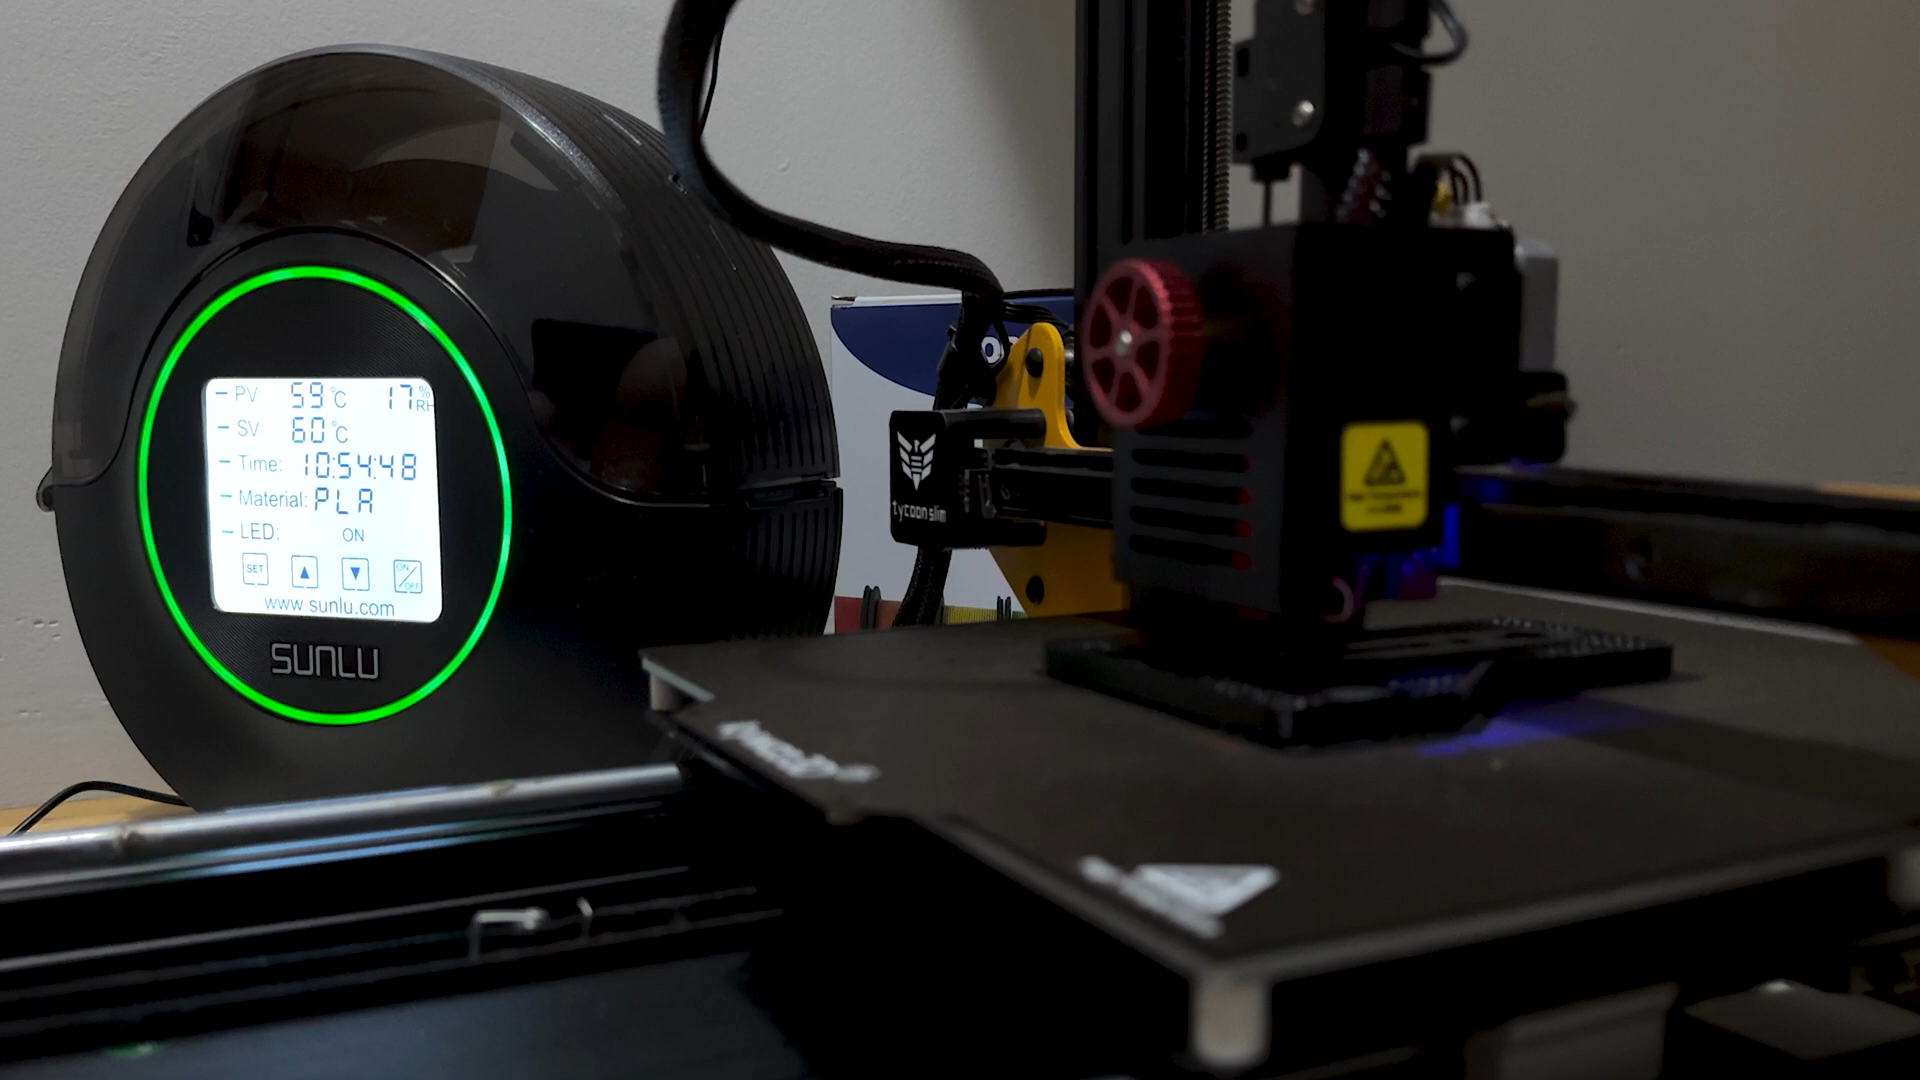 PV 59 °C 17 % RH
SV 60 °C
Time: 10:54:48
Material: PLA
LED: ON
SET ▲ ▼ ON/OFF
www.sunlu.com
SUNLU
tycoon slim